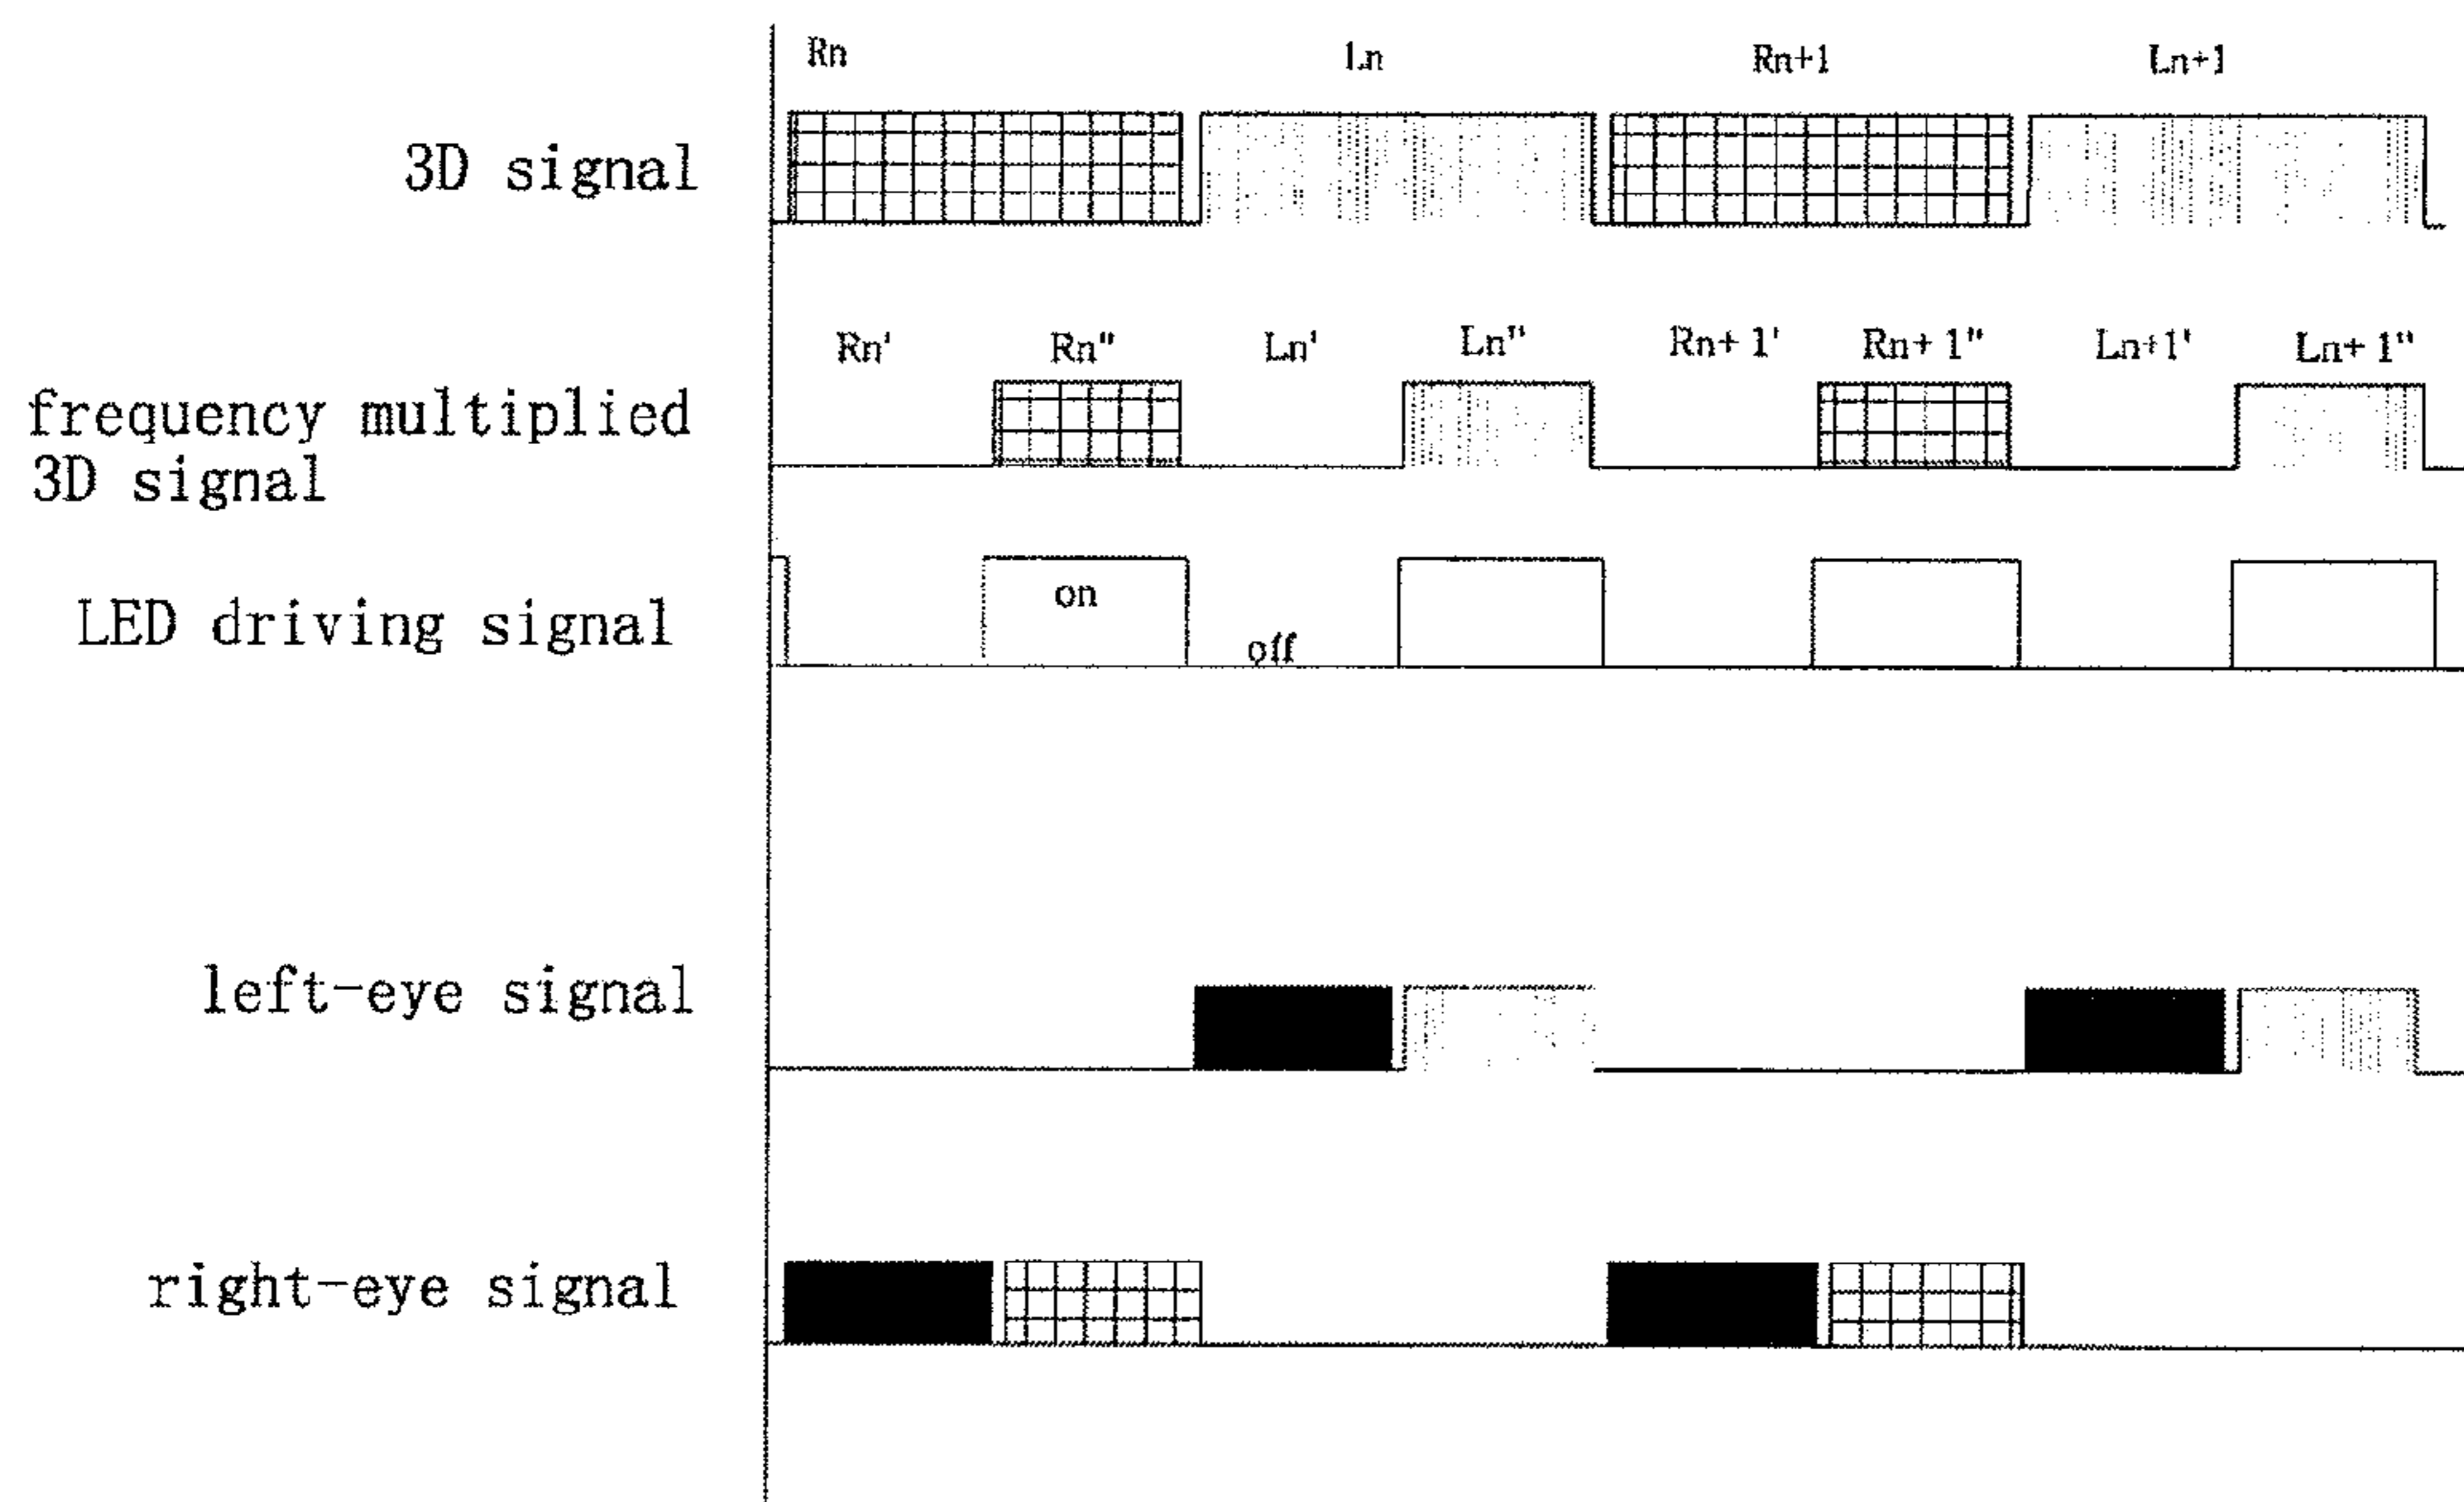 Rn Ln Rn+1 Ln+1
3D signal
Rn' Rn" Ln' Ln" Rn+1' Rn+1" Ln+1' Ln+1"
frequency multiplied
3D signal
on
LED driving signal
off
left-eye signal
right-eye signal